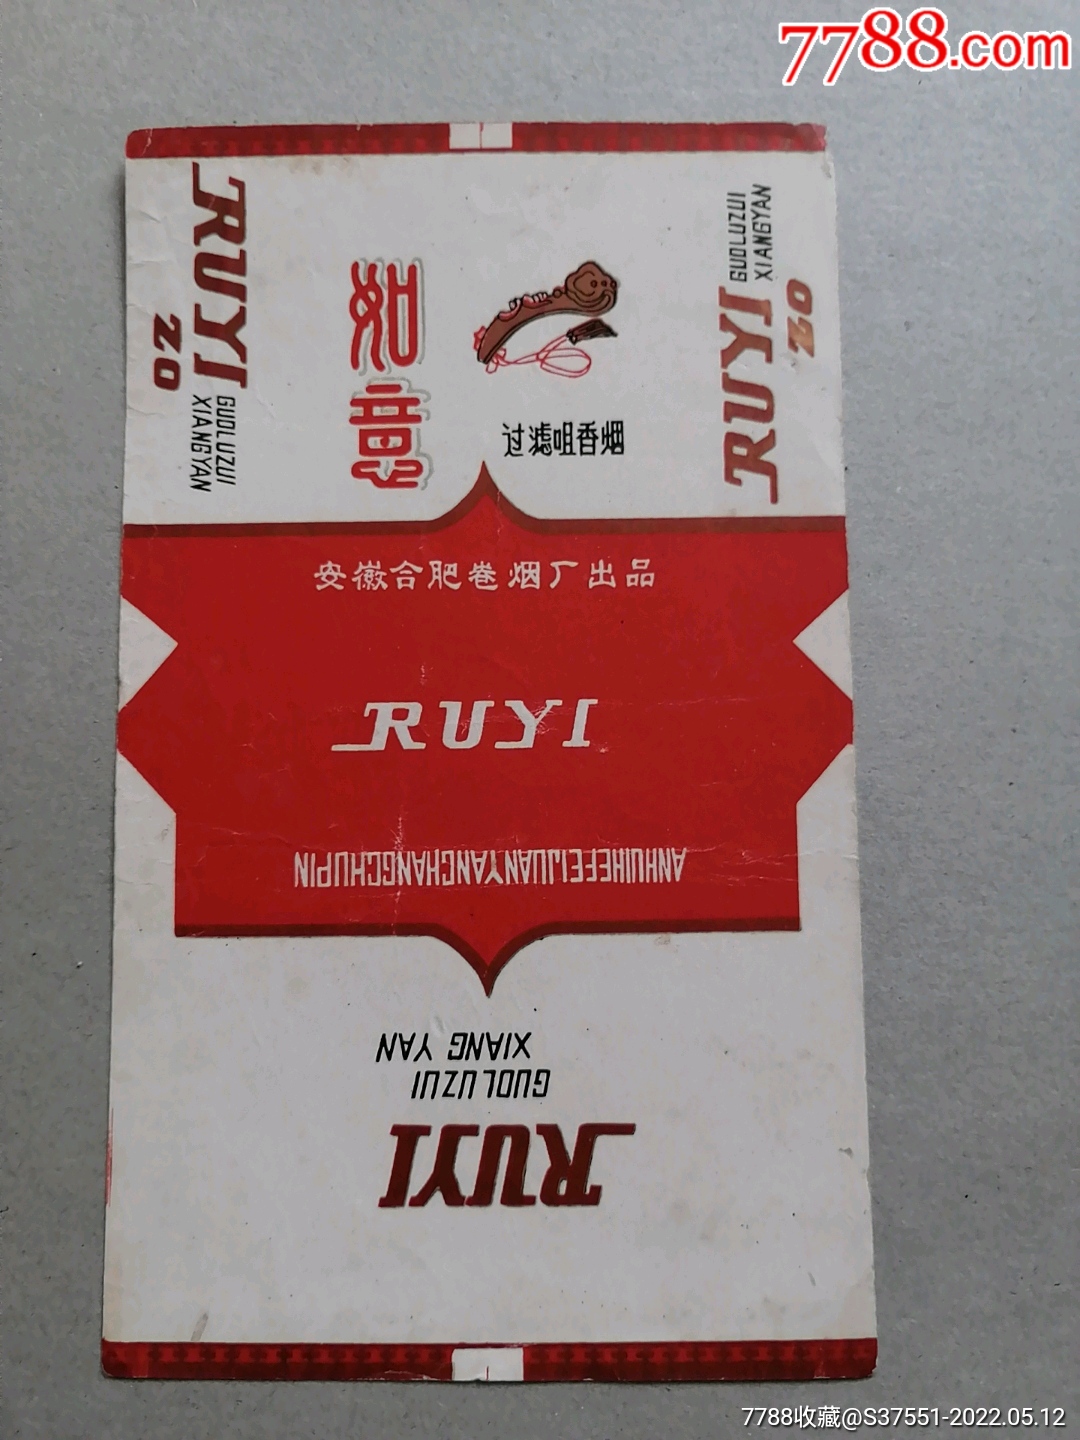 7788.com
RUYI
20
GUOLUZUI
XIANGYAN
如意
过滤咀香烟
GUOLUZUI
XIANGYAN
RUYI
20
安徽合肥卷烟厂出品
RUYI
ANHUIHEFEIJUANYANCHANGCHUPIN
RUYI
GUOLUZUI
XIANG YAN
7788收藏@S37551-2022.05.12